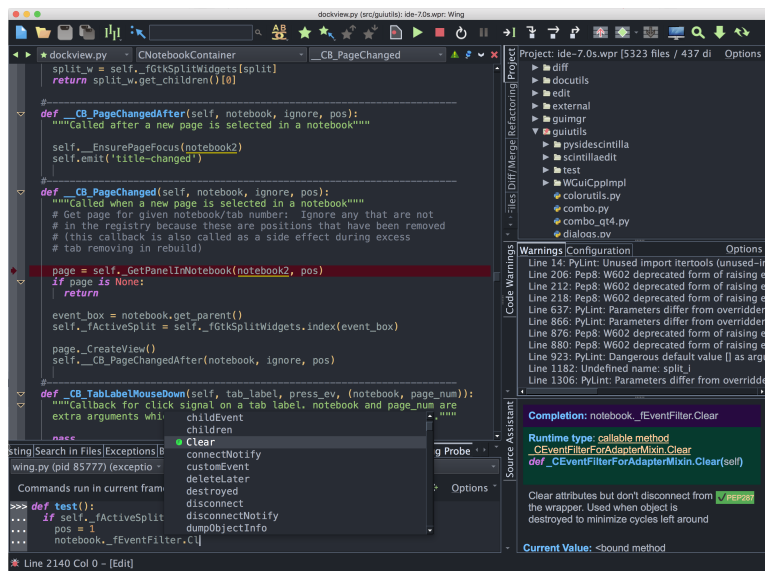 dockview.py (src/guiutils): ide-7.0s.wpr: Wing
dockview.py
CNotebookContainer
__CB_PageChanged
split_w = self._fGtkSplitWidgets[split]
return split_w.get_children()[0]
#
def __CB_PageChangedAfter(self, notebook, ignore, pos):
"""Called after a new page is selected in a notebook"""
self.__EnsurePageFocus(notebook2)
self.emit('title-changed')
#
def __CB_PageChanged(self, notebook, ignore, pos):
"""Called when a new page is selected in a notebook"""
# Get page for given notebook/tab number:  Ignore any that are not
# in the registry because these are positions that have been removed
# (this callback is also called as a side effect during excess
# tab removing in rebuild)
page = self._GetPanelInNotebook(notebook2, pos)
if page is None:
return
event_box = notebook.get_parent()
self._fActiveSplit = self._fGtkSplitWidgets.index(event_box)
page._CreateView()
self.__CB_PageChangedAfter(notebook, ignore, pos)
#
def _CB_TabLabelMouseDown(self, tab_label, press_ev, (notebook, page_num)):
"""Callback for click signal on a tab label. notebook and page_num are
extra arguments whi
."""
pass
childEvent
children
Clear
connectNotify
customEvent
deleteLater
destroyed
disconnect
disconnectNotify
dumpObjectInfo
sting
Search in Files
Exceptions
B
g Probe
wing.py (pid 85777) (exceptio
Commands run in current fram
Options
>>> def test():
... if self._fActiveSplit
... pos = 1
... notebook._fEventFilter.Cl
Line 2140 Col 0 – [Edit]
Project
Refactoring
Diff/Merge
Files
Project: ide-7.0s.wpr [5323 files / 437 di
Options
diff
docutils
edit
external
guimgr
guiutils
pysidescintilla
scintillaedit
test
WGuiCppImpl
colorutils.py
combo.py
combo_qt4.py
dialogs.py
Code Warnings
Warnings
Configuration
Options
Line 14: PyLint: Unused import itertools (unused-ir
Line 206: Pep8: W602 deprecated form of raising e
Line 212: Pep8: W602 deprecated form of raising e
Line 218: Pep8: W602 deprecated form of raising e
Line 637: PyLint: Parameters differ from overridder
Line 866: PyLint: Parameters differ from overridder
Line 876: Pep8: W602 deprecated form of raising e
Line 880: Pep8: W602 deprecated form of raising e
Line 923: PyLint: Dangerous default value [] as argu
Line 1182: Undefined name: split_i
Line 1306: PyLint: Parameters differ from overridde
Source Assistant
Completion: notebook._fEventFilter.Clear
Runtime type: callable method
_CEventFilterForAdapterMixin.Clear
def _CEventFilterForAdapterMixin.Clear(self)
Clear attributes but don't disconnect from
the wrapper. Used when object is
destroyed to minimize cycles left around
PEP287
Current Value: <bound method